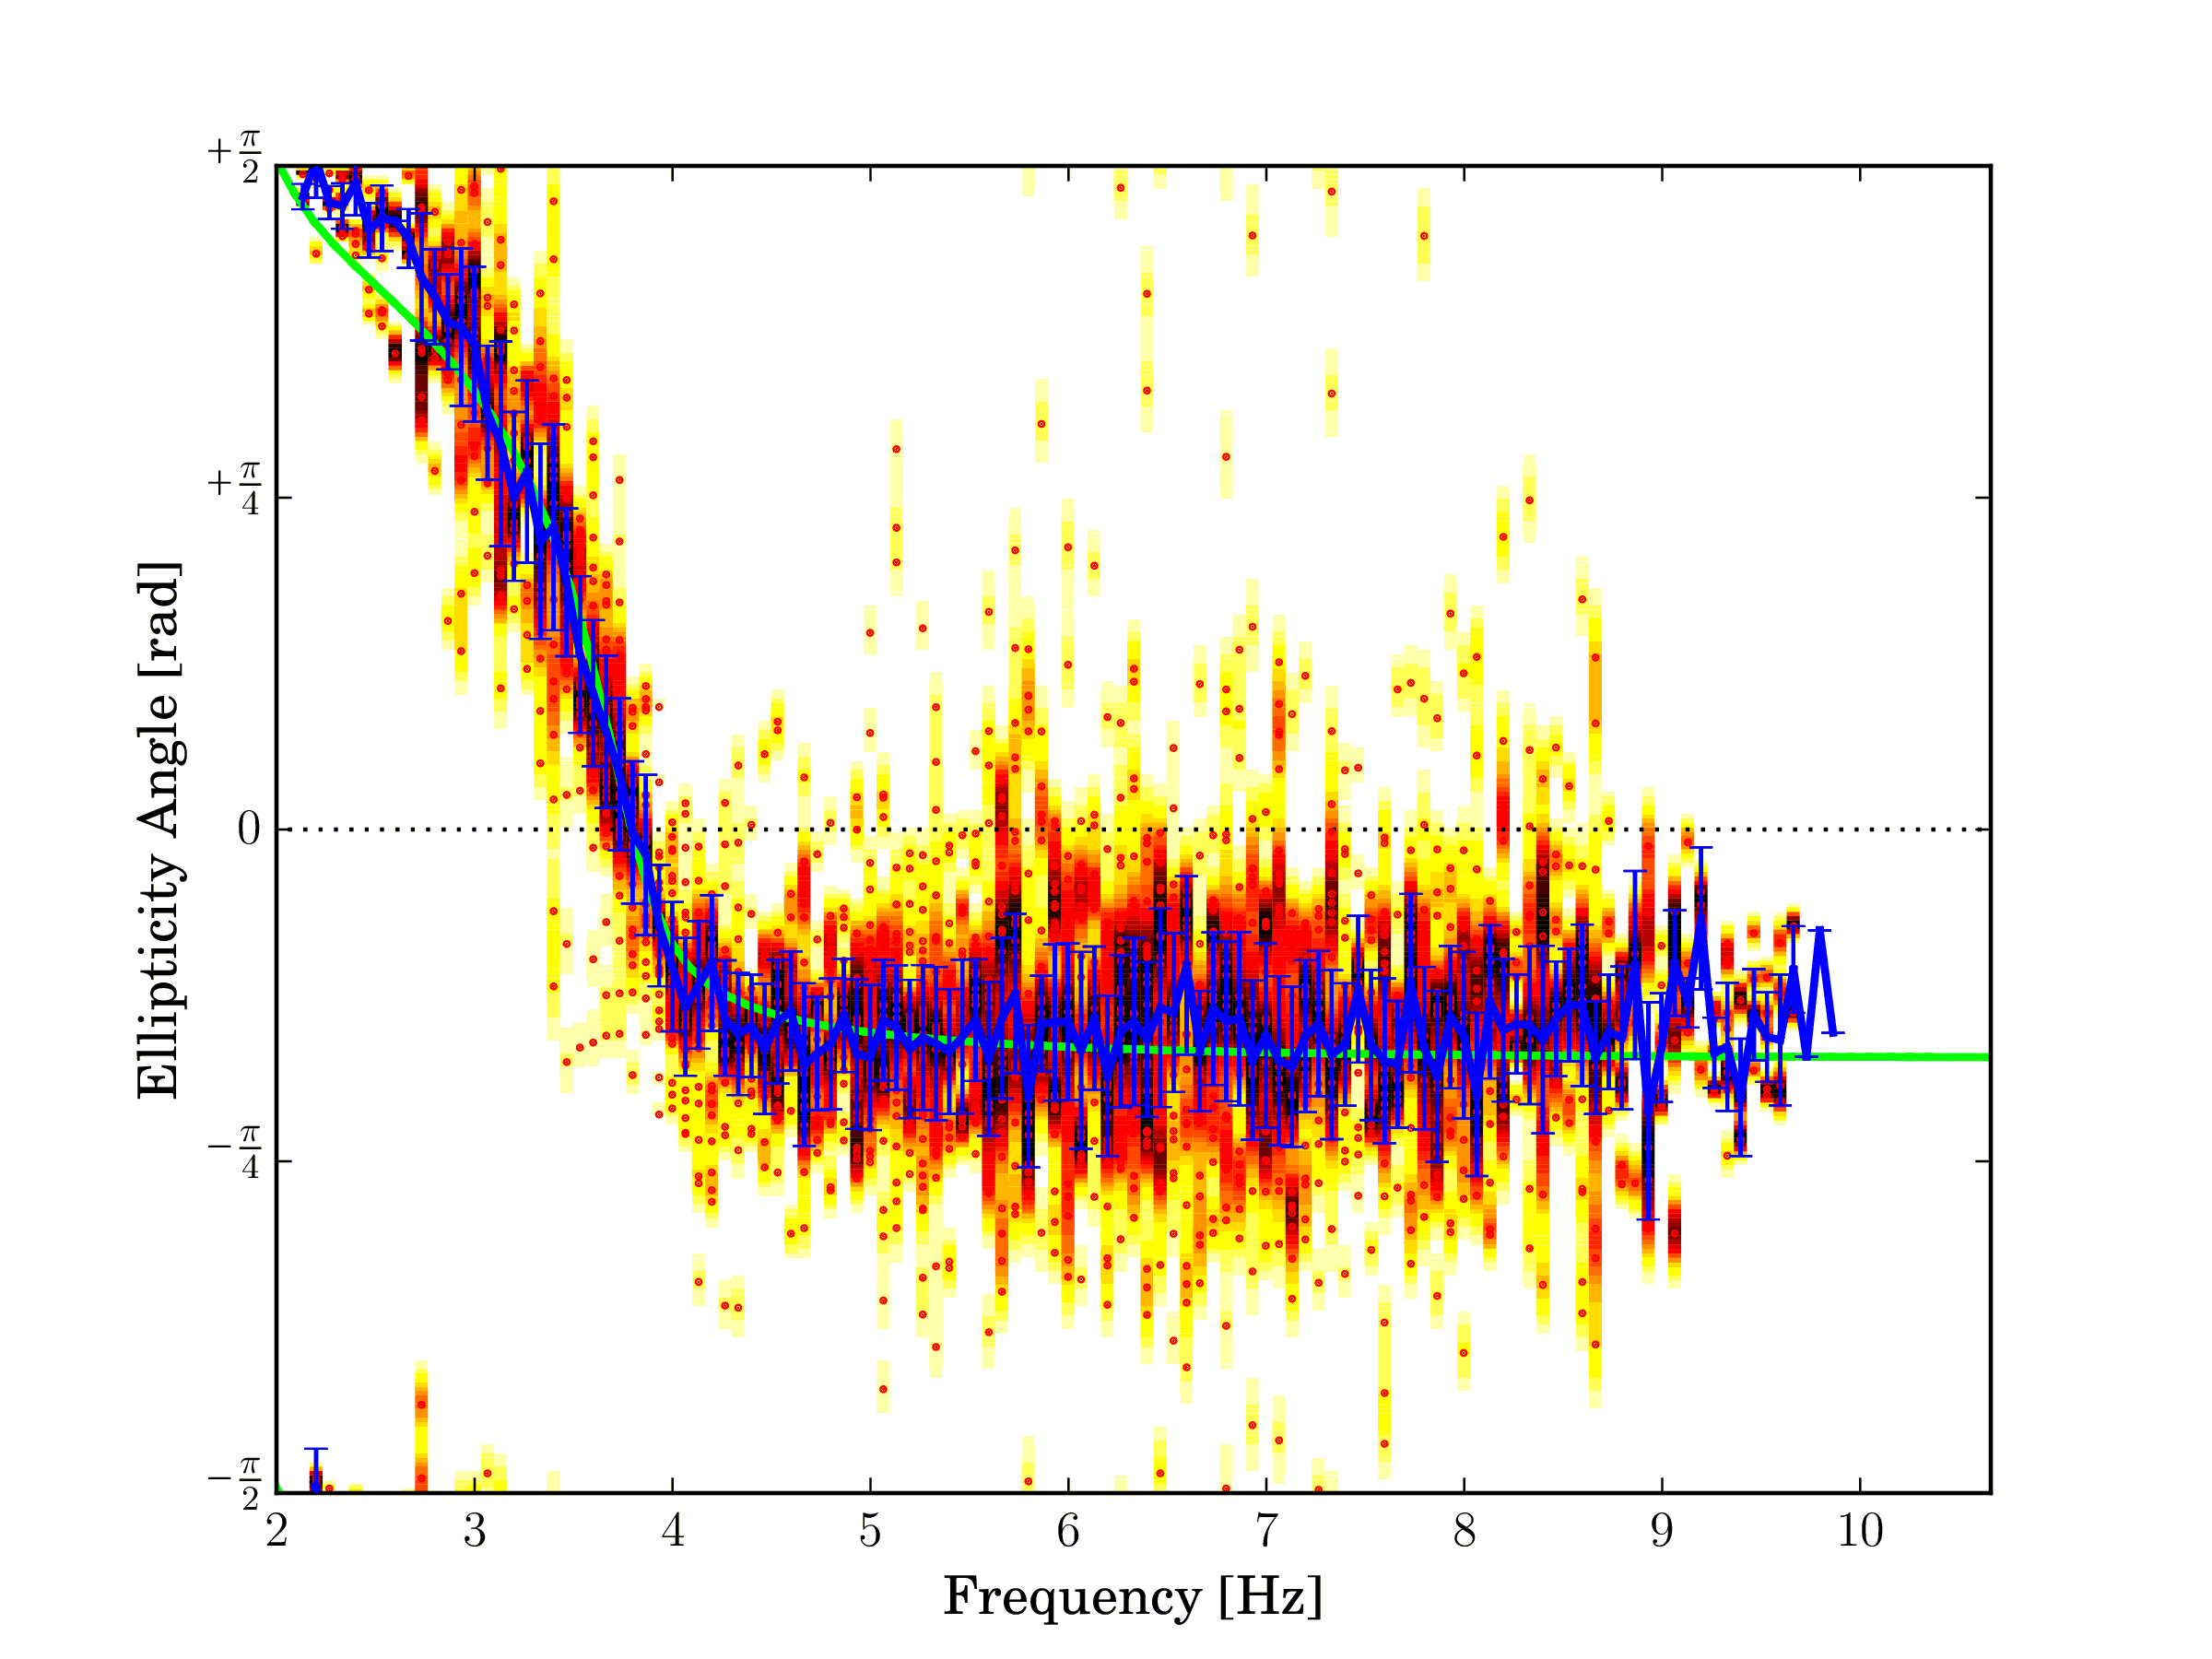 +π/2
+π/4
0
−π/4
−π/2
Ellipticity Angle [rad]
2 3 4 5 6 7 8 9 10
Frequency [Hz]